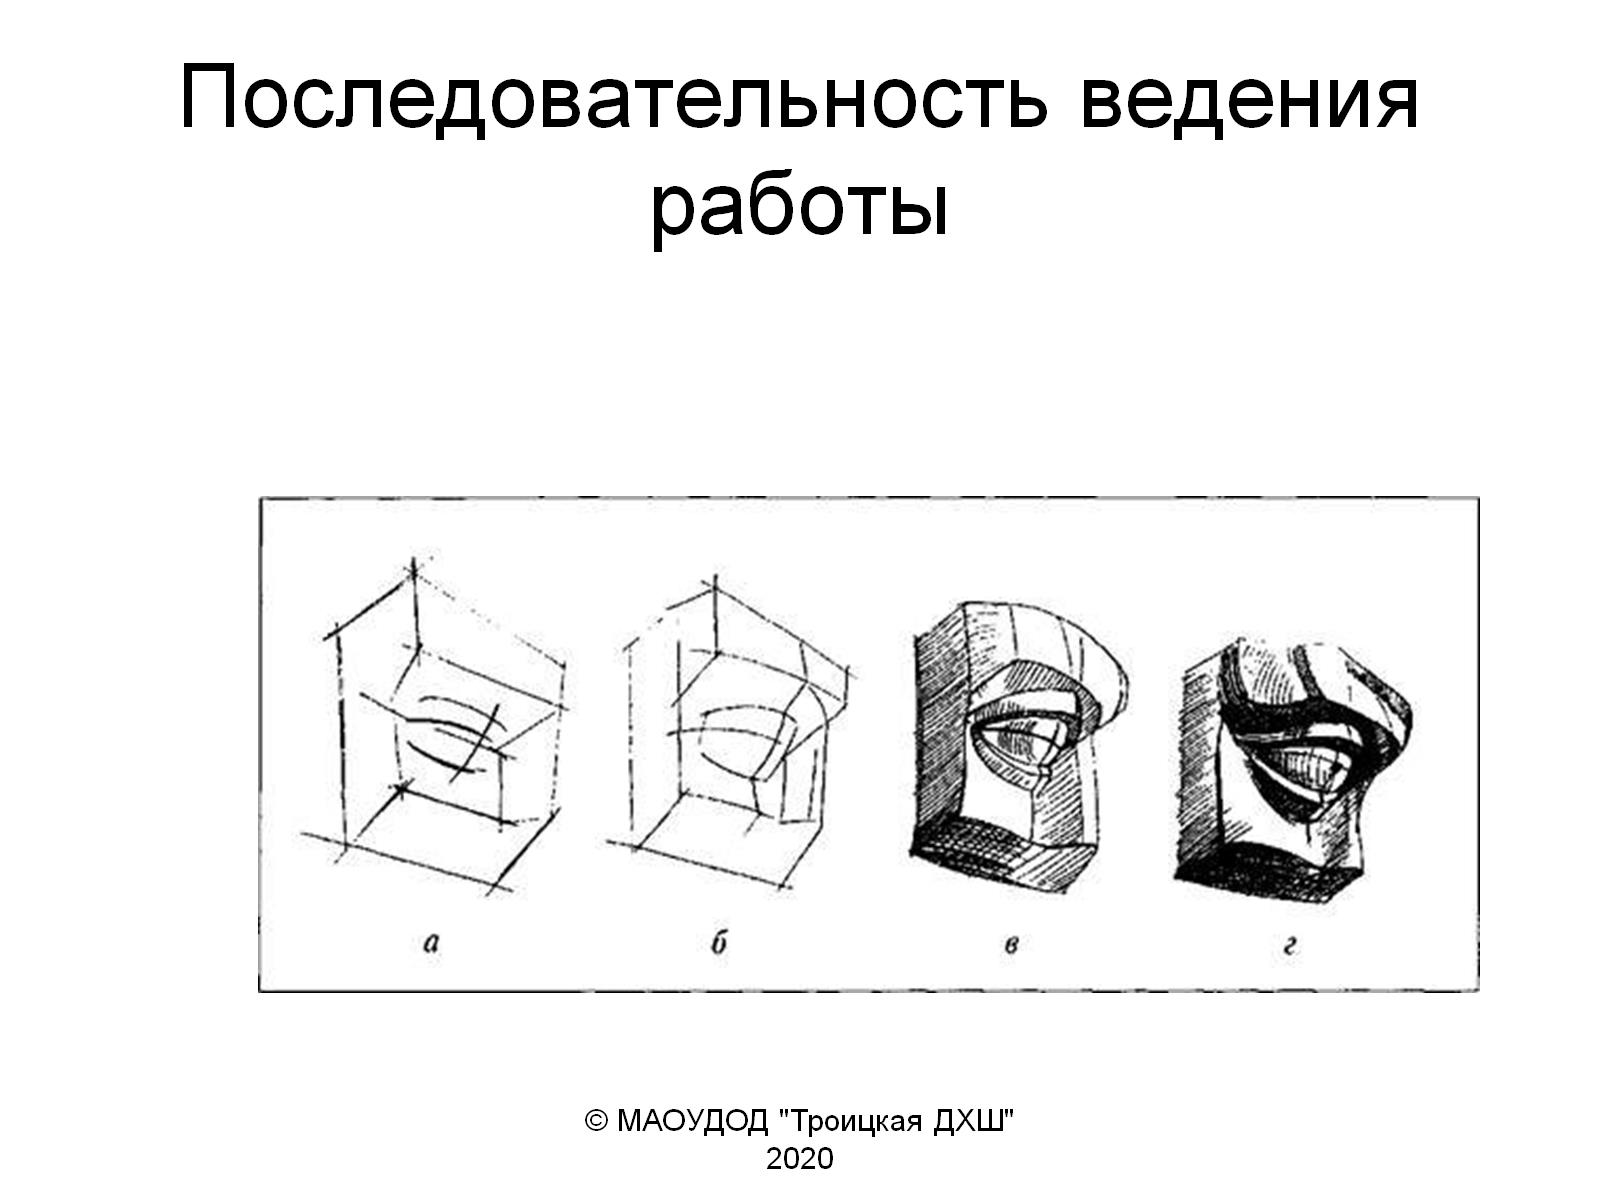 Последовательность ведения
работы
а б в г
© МАОУДОД "Троицкая ДХШ"
2020